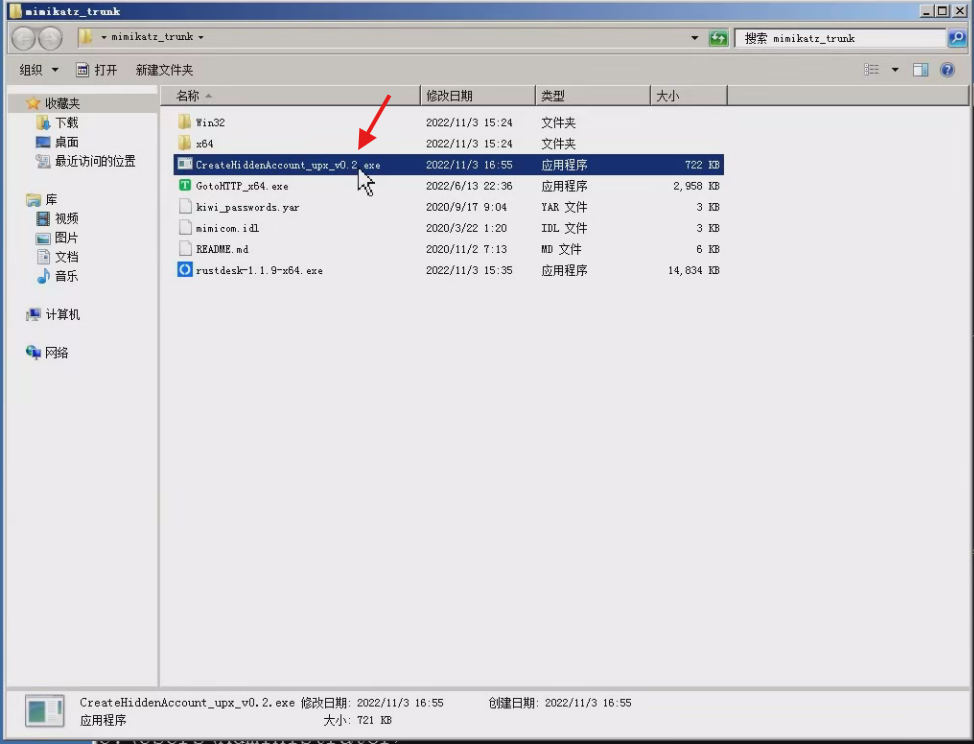 mimikatz_trunk
mimikatz_trunk
搜索 mimikatz_trunk
组织 打开 新建文件夹
名称 修改日期 类型 大小
收藏夹
下载
桌面
最近访问的位置
库
视频
图片
文档
音乐
计算机
网络
Win32 2022/11/3 15:24 文件夹
x64 2022/11/3 15:24 文件夹
CreateHiddenAccount_upx_v0.2.exe 2022/11/3 16:55 应用程序 722 KB
GotoHTTP_x64.exe 2022/6/13 22:36 应用程序 2,958 KB
kiwi_passwords.yar 2020/9/17 9:04 YAR 文件 3 KB
mimicom.idl 2020/3/22 1:20 IDL 文件 3 KB
README.md 2020/11/2 7:13 MD 文件 6 KB
rustdesk-1.1.9-x64.exe 2022/11/3 15:35 应用程序 14,834 KB
CreateHiddenAccount_upx_v0.2.exe 修改日期: 2022/11/3 16:55 创建日期: 2022/11/3 16:55
应用程序 大小: 721 KB